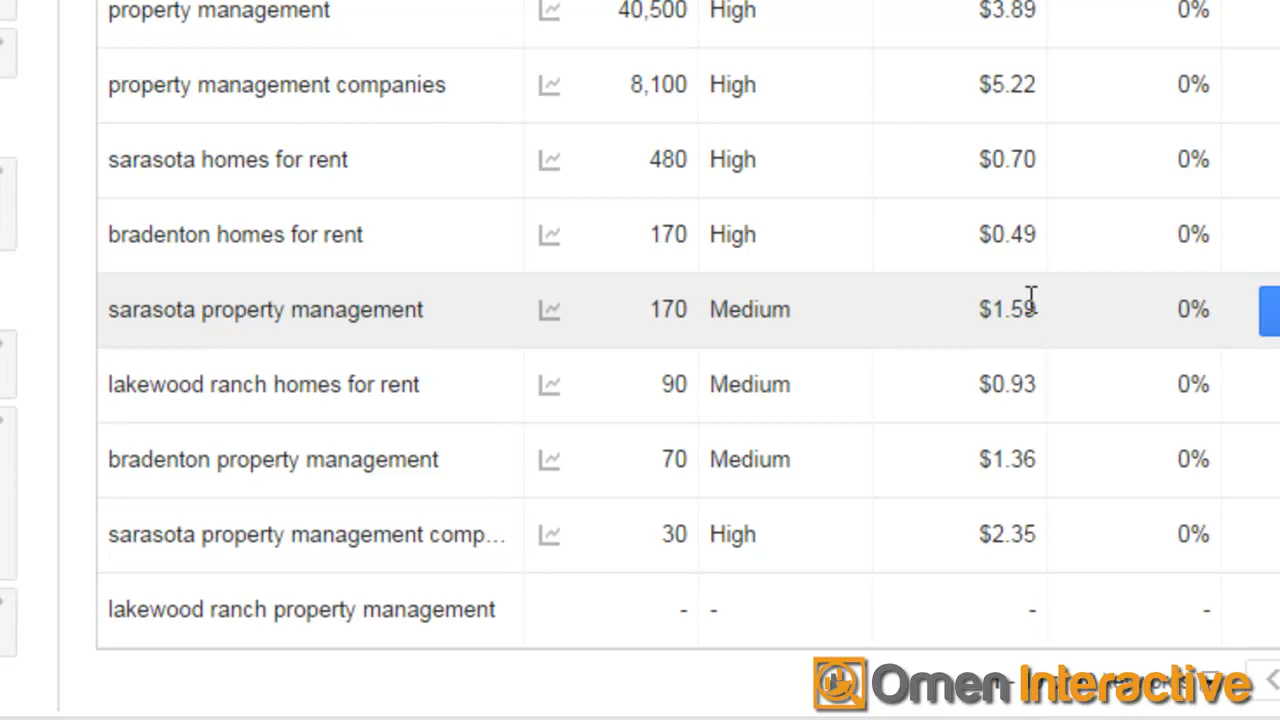 property management 40,500 High $3.89 0%
property management companies 8,100 High $5.22 0%
sarasota homes for rent 480 High $0.70 0%
bradenton homes for rent 170 High $0.49 0%
sarasota property management 170 Medium $1.59 0%
lakewood ranch homes for rent 90 Medium $0.93 0%
bradenton property management 70 Medium $1.36 0%
sarasota property management comp... 30 High $2.35 0%
lakewood ranch property management - - - -
Omen Interactive